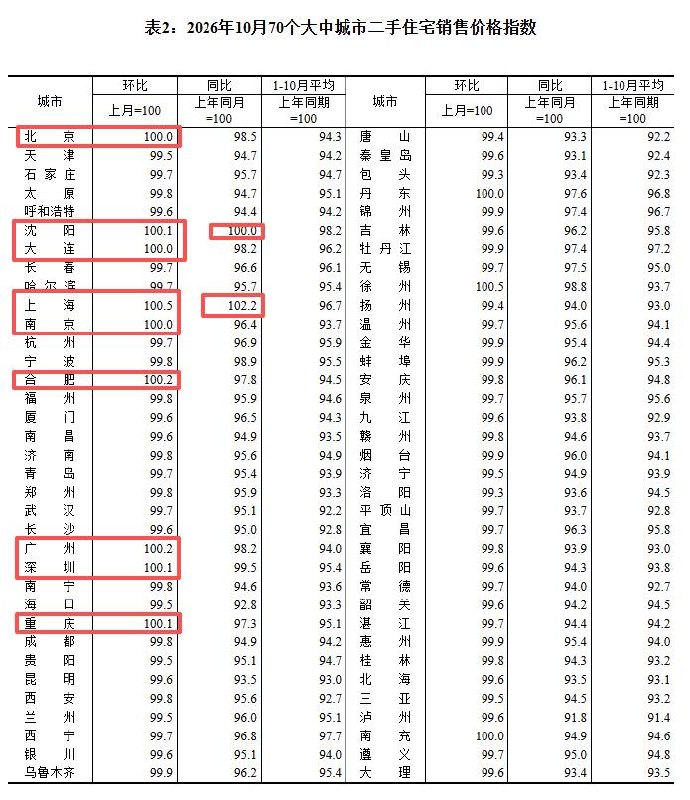 表2：2026年10月70个大中城市二手住宅销售价格指数
城市 环比 同比 1-10月平均 城市 环比 同比 1-10月平均
上月=100 上年同月=100 上年同期=100 上月=100 上年同月=100 上年同期=100
北京 100.0 98.5 94.3 唐山 99.4 93.3 92.2
天津 99.5 94.7 94.2 秦皇岛 99.6 93.1 92.4
石家庄 99.7 95.7 94.7 包头 99.3 93.4 92.3
太原 99.8 94.7 95.1 丹东 100.0 97.6 96.8
呼和浩特 99.6 94.4 94.2 锦州 99.9 97.4 96.7
沈阳 100.1 100.0 98.2 吉林 99.6 96.2 95.8
大连 100.0 98.2 96.2 牡丹江 99.9 97.4 97.2
长春 99.7 96.6 96.1 无锡 99.7 97.5 95.0
哈尔滨 99.7 95.7 95.4 徐州 100.5 98.8 93.7
上海 100.5 102.2 96.7 扬州 99.4 94.0 93.0
南京 100.0 96.4 93.7 温州 99.7 95.6 94.1
杭州 99.7 96.9 95.9 金华 99.9 95.4 94.4
宁波 99.8 98.9 95.5 蚌埠 99.9 96.2 95.3
合肥 100.2 97.8 94.5 安庆 99.8 96.1 94.8
福州 99.8 95.9 94.6 泉州 99.7 95.7 95.6
厦门 99.6 96.5 94.3 九江 99.6 93.8 92.9
南昌 99.6 94.9 93.5 赣州 99.8 94.6 93.7
济南 99.8 95.6 94.9 烟台 99.9 96.0 94.1
青岛 99.7 95.4 93.9 济宁 99.5 94.9 93.9
郑州 99.8 95.9 93.3 洛阳 99.3 93.6 94.5
武汉 99.7 95.1 92.2 平顶山 99.7 93.7 92.8
长沙 99.6 95.0 92.8 宜昌 99.7 96.3 95.8
广州 100.2 98.2 94.0 襄阳 99.8 93.9 93.0
深圳 100.1 99.5 95.4 岳阳 99.6 94.3 93.8
南宁 99.8 94.6 93.6 常德 99.7 94.0 92.7
海口 99.5 92.8 93.3 韶关 99.6 94.2 94.5
重庆 100.1 97.3 95.1 湛江 99.7 94.4 94.2
成都 99.8 94.9 94.2 惠州 99.9 95.4 94.0
贵阳 99.5 95.1 94.7 桂林 99.8 94.3 93.2
昆明 99.6 93.5 93.0 北海 99.6 93.5 93.1
西安 99.8 95.6 92.7 三亚 99.5 94.5 93.2
兰州 99.5 96.0 95.1 泸州 99.6 91.8 91.4
西宁 99.7 96.8 97.7 南充 100.0 94.9 94.6
银川 99.6 95.1 94.0 遵义 99.7 95.0 94.8
乌鲁木齐 99.9 96.2 95.4 大理 99.6 93.4 93.5